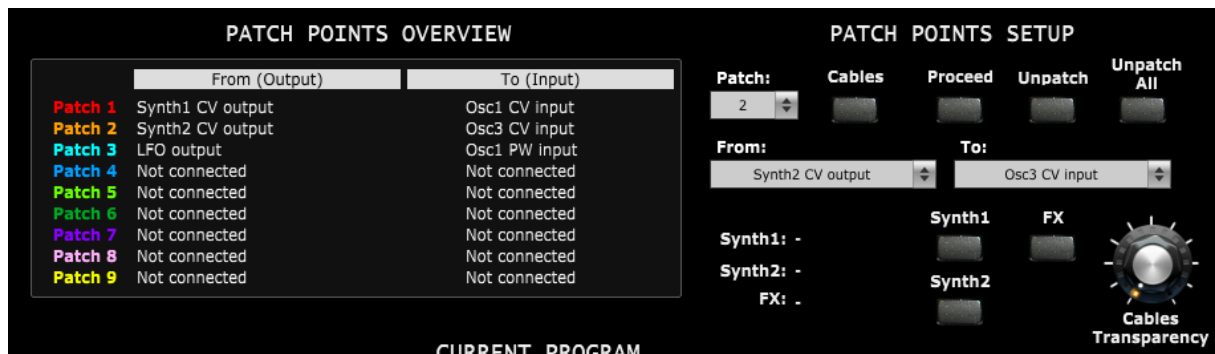 PATCH POINTS OVERVIEW
From (Output) To (Input)
Patch 1 Synth1 CV output Osc1 CV input
Patch 2 Synth2 CV output Osc3 CV input
Patch 3 LFO output Osc1 PW input
Patch 4 Not connected Not connected
Patch 5 Not connected Not connected
Patch 6 Not connected Not connected
Patch 7 Not connected Not connected
Patch 8 Not connected Not connected
Patch 9 Not connected Not connected
PATCH POINTS SETUP
Patch: Cables Proceed Unpatch Unpatch All
2
From: To:
Synth2 CV output Osc3 CV input
Synth1 FX
Synth1: -
Synth2: -
Synth2
FX: -
Cables
Transparency
CURRENT PROGRAM